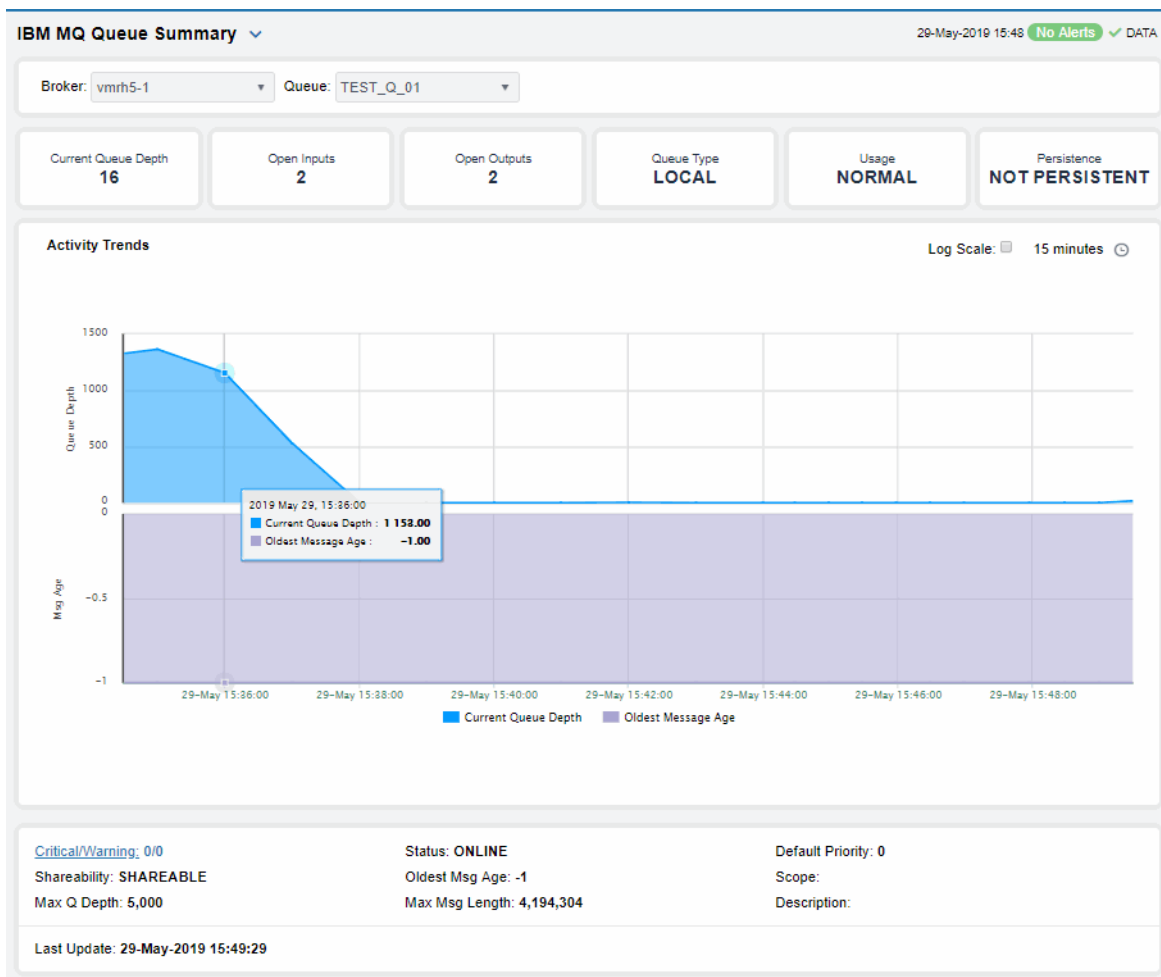 IBM MQ Queue Summary
29-May-2019 15:48 No Alerts DATA
Broker: vmrh5-1 Queue: TEST_Q_01
Current Queue Depth Open Inputs Open Outputs Queue Type Usage Persistence
16 2 2 LOCAL NORMAL NOT PERSISTENT
Activity Trends Log Scale: 15 minutes
1500
1000
500
0
Queue Depth
0
-0.5
-1
Msg Age
2019 May 29, 15:36:00
Current Queue Depth : 1 153.00
Oldest Message Age : -1.00
29-May 15:36:00 29-May 15:38:00 29-May 15:40:00 29-May 15:42:00 29-May 15:44:00 29-May 15:46:00 29-May 15:48:00
Current Queue Depth Oldest Message Age
Critical/Warning: 0/0 Status: ONLINE Default Priority: 0
Shareability: SHAREABLE Oldest Msg Age: -1 Scope:
Max Q Depth: 5,000 Max Msg Length: 4,194,304 Description:
Last Update: 29-May-2019 15:49:29